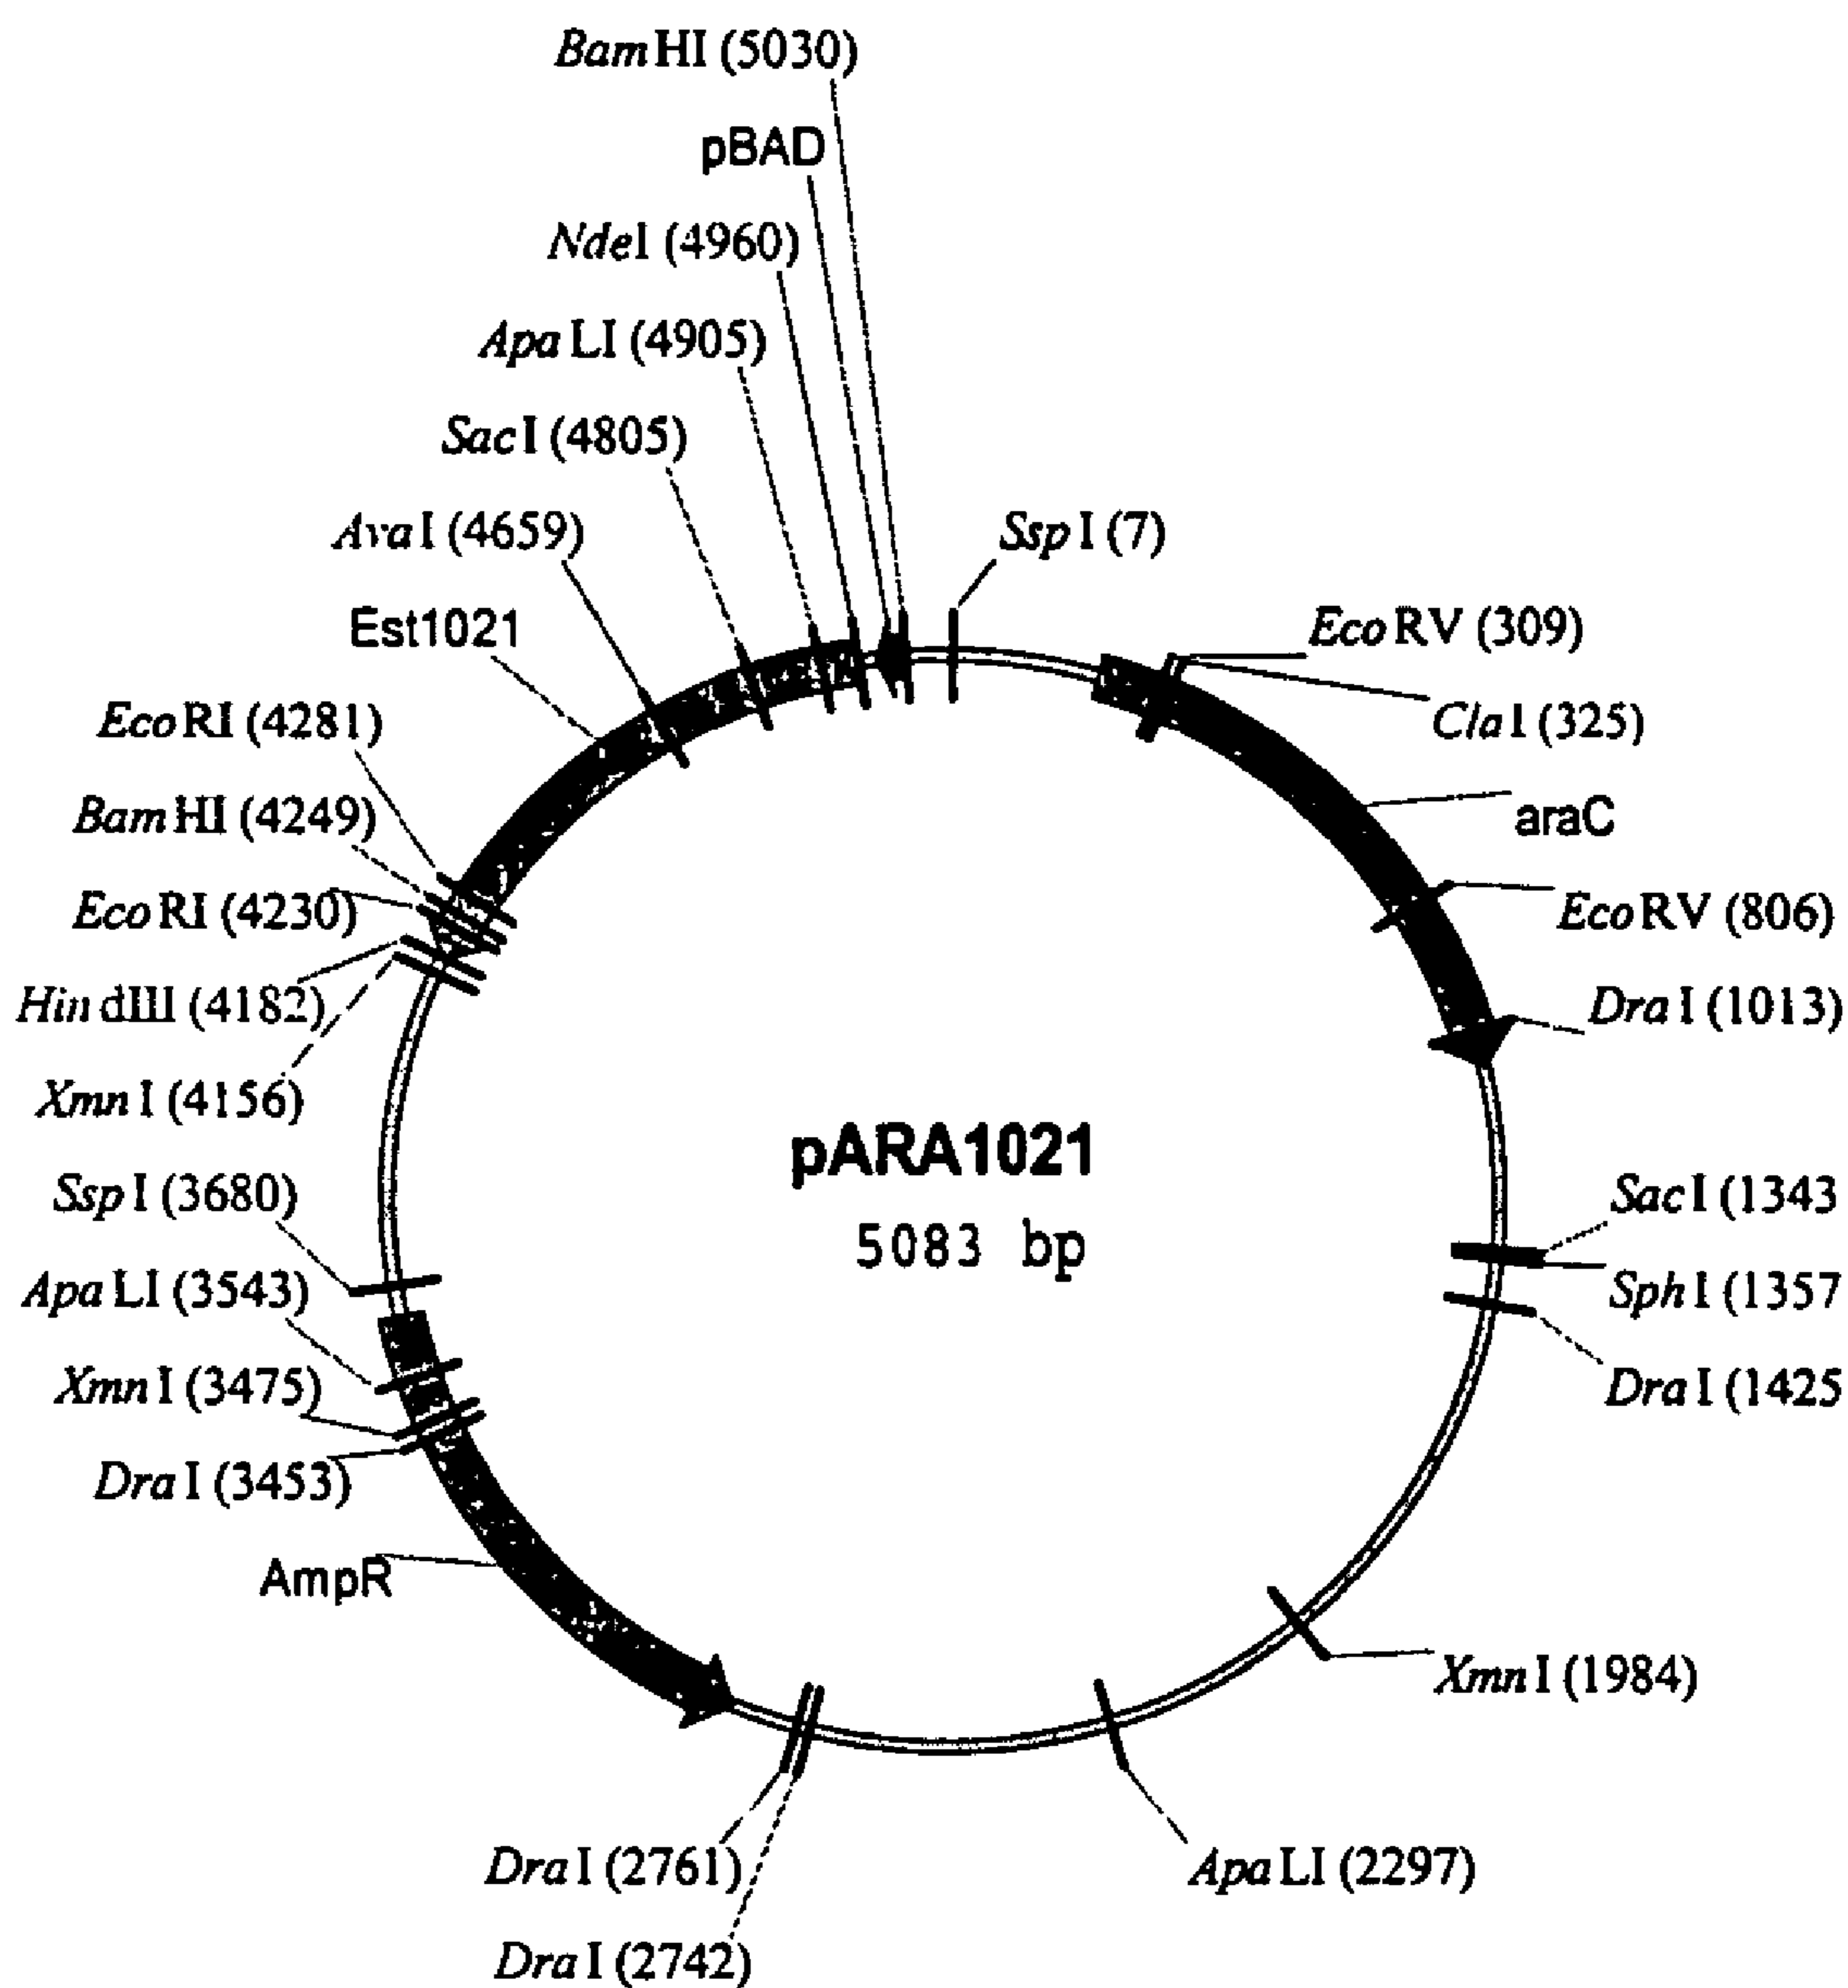 BamHI (5030)
pBAD
NdeI (4960)
ApaLI (4905)
SacI (4805)
AvaI (4659)
SspI (7)
Est1021
EcoRV (309)
EcoRI (4281)
ClaI (325)
BamHI (4249)
araC
EcoRI (4230)
EcoRV (806)
HindIII (4182)
DraI (1013)
XmnI (4156)
pARA1021
5083 bp
SspI (3680)
SacI (1343
ApaLI (3543)
SphI (1357
XmnI (3475)
DraI (1425
DraI (3453)
AmpR
XmnI (1984)
DraI (2761)
ApaLI (2297)
DraI (2742)